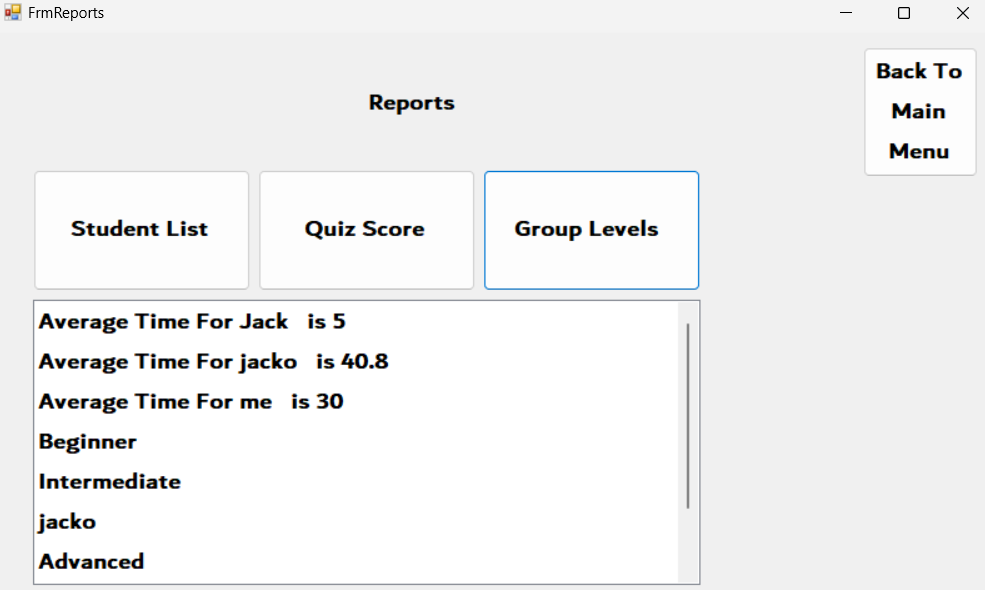 FrmReports
Back To
Main
Menu
Reports
Student List
Quiz Score
Group Levels
Average Time For Jack   is 5
Average Time For jacko   is 40.8
Average Time For me   is 30
Beginner
Intermediate
jacko
Advanced